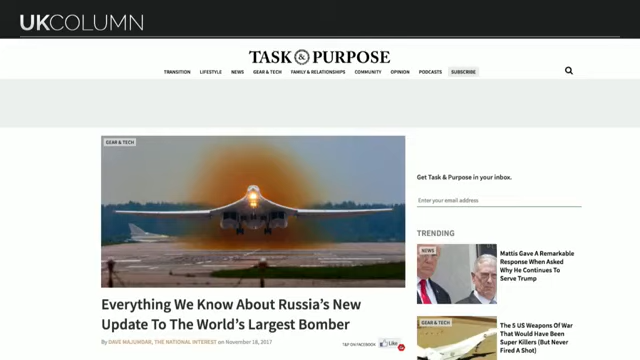 UKCOLUMN
TASK & PURPOSE
TRANSITION LIFESTYLE NEWS GEAR & TECH FAMILY & RELATIONSHIPS COMMUNITY OPINION PODCASTS SUBSCRIBE
GEAR & TECH
Everything We Know About Russia's New
Update To The World's Largest Bomber
By DAVE MAJUMDAR, THE NATIONAL INTEREST on November 18, 2017
T&P ON FACEBOOK Like
Get Task & Purpose in your inbox.
Enter your email address
TRENDING
NEWS
Mattis Gave A Remarkable
Response When Asked
Why He Continues To
Serve Trump
GEAR & TECH
The 5 US Weapons Of War
That Would Have Been
Super Killers (But Never
Fired A Shot)